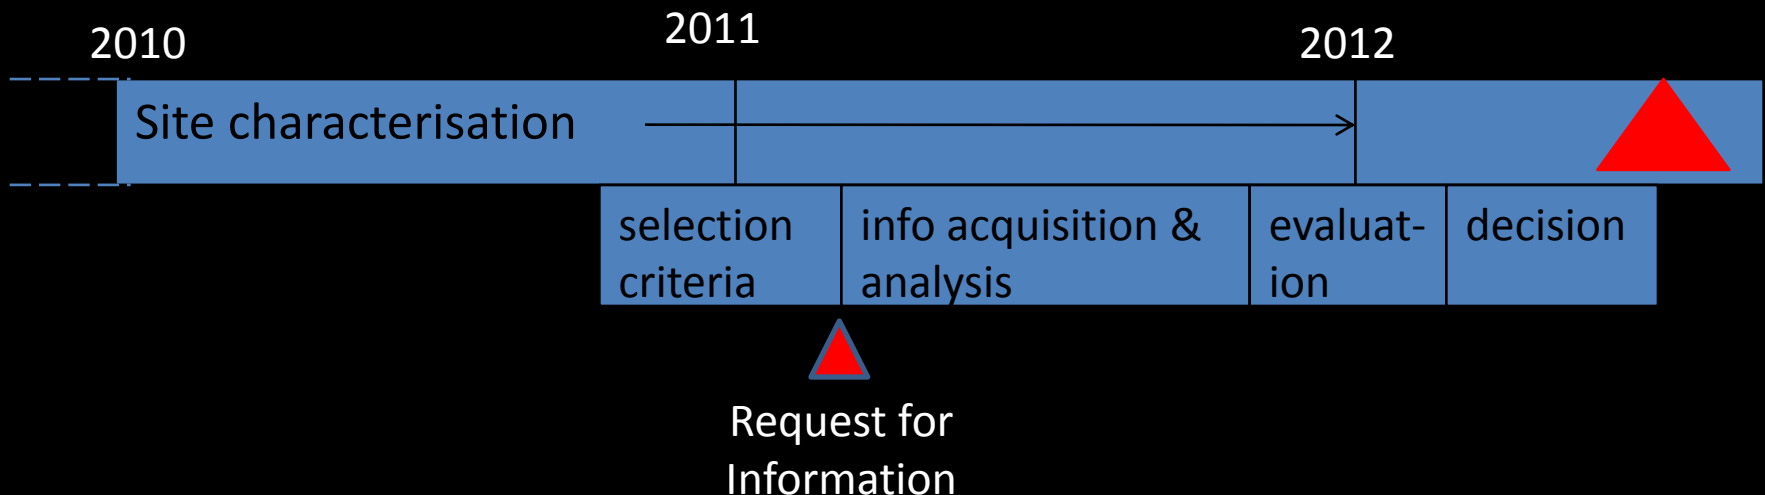 2010
2011
2012
Site characterisation
selection
criteria
info acquisition &
analysis
evaluat-
ion
decision
Request for
Information